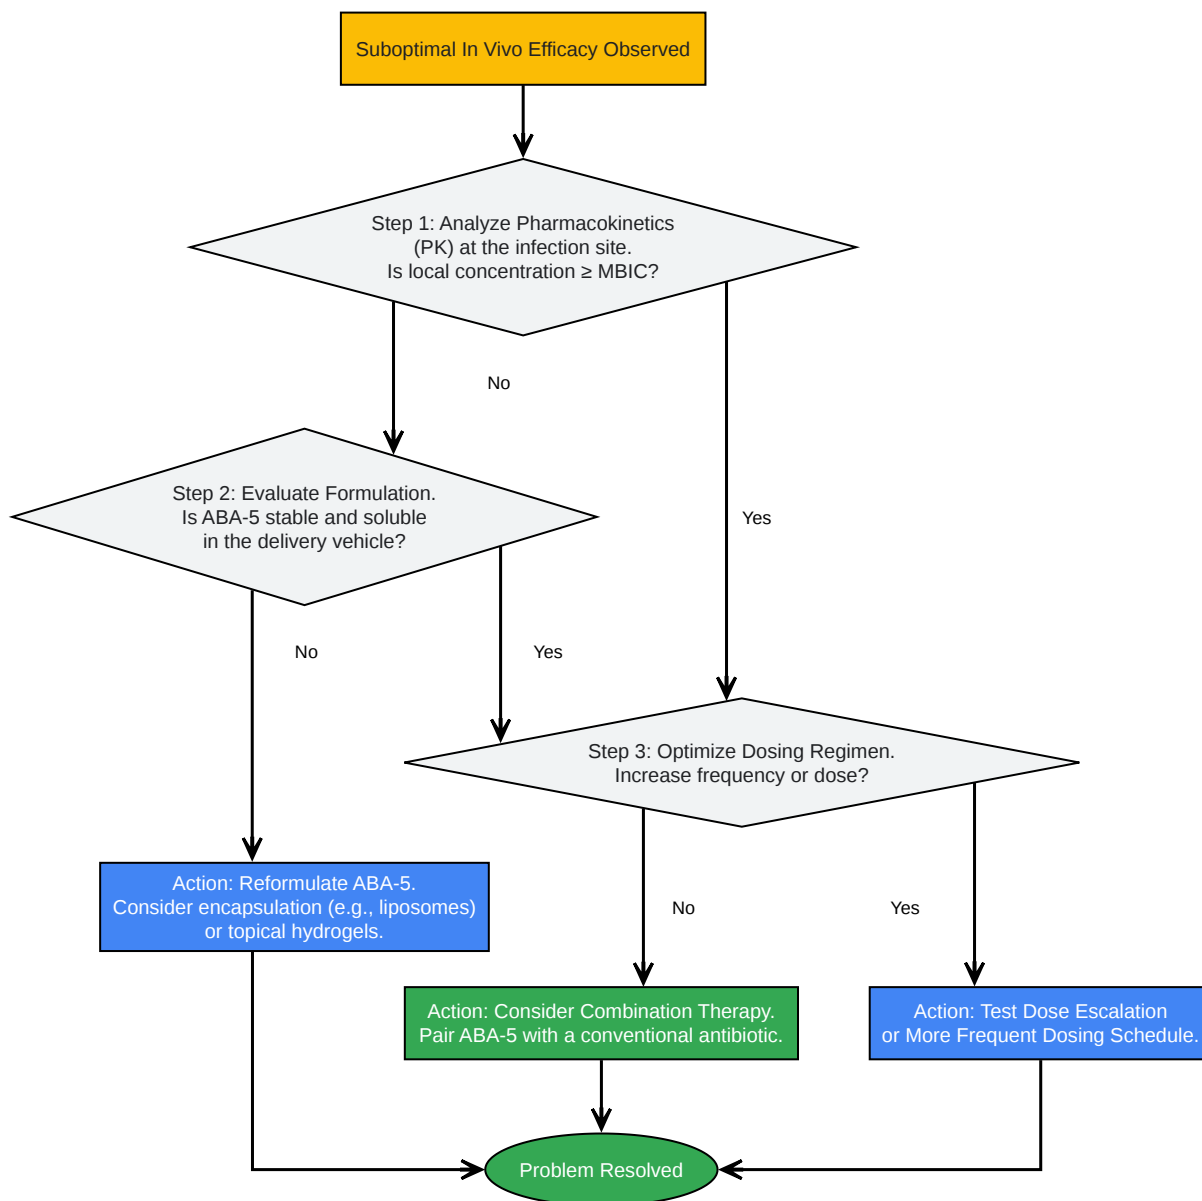 Suboptimal In Vivo Efficacy Observed
Step 1: Analyze Pharmacokinetics
(PK) at the infection site.
Is local concentration ≥ MBIC?
No
Step 2: Evaluate Formulation.
Is ABA-5 stable and soluble
in the delivery vehicle?
Yes
No
Yes
Step 3: Optimize Dosing Regimen.
Increase frequency or dose?
Action: Reformulate ABA-5.
Consider encapsulation (e.g., liposomes)
or topical hydrogels.
No
Yes
Action: Consider Combination Therapy.
Pair ABA-5 with a conventional antibiotic.
Action: Test Dose Escalation
or More Frequent Dosing Schedule.
Problem Resolved